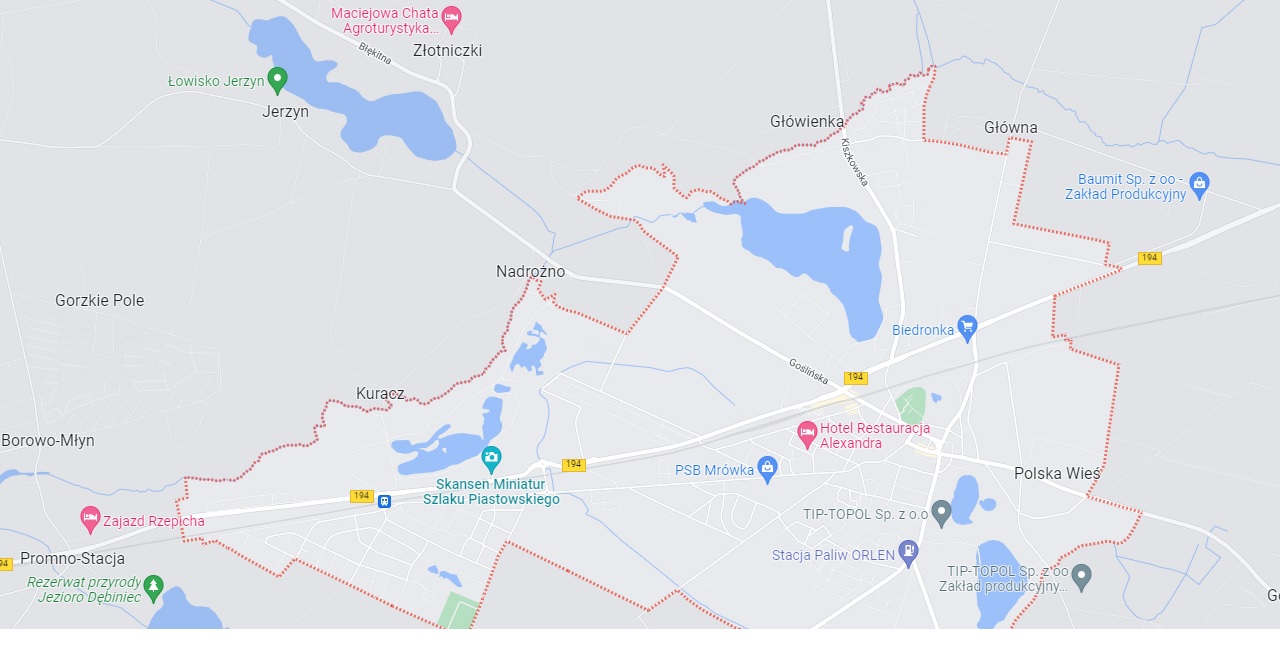 Maciejowa Chata
Agroturystyka...
Złotniczki
Błękitna
Łowisko Jerzyn
Jerzyn
Główienka
Główna
Kiszkowska
Baumit Sp. z oo -
Zakład Produkcyjny
194
Nadrożno
Gorzkie Pole
Biedronka
Goślińska
194
Kuracz
Hotel Restauracja
Alexandra
Borowo-Młyn
194
PSB Mrówka
Polska Wieś
Skansen Miniatur
Szlaku Piastowskiego
194
TIP-TOPOL Sp. z o.o
Zajazd Rzepicha
Promno-Stacja
94
Stacja Paliw ORLEN
TIP-TOPOL Sp. z oo
Zakład produkcyjny...
Rezerwat przyrody
Jezioro Dębiniec